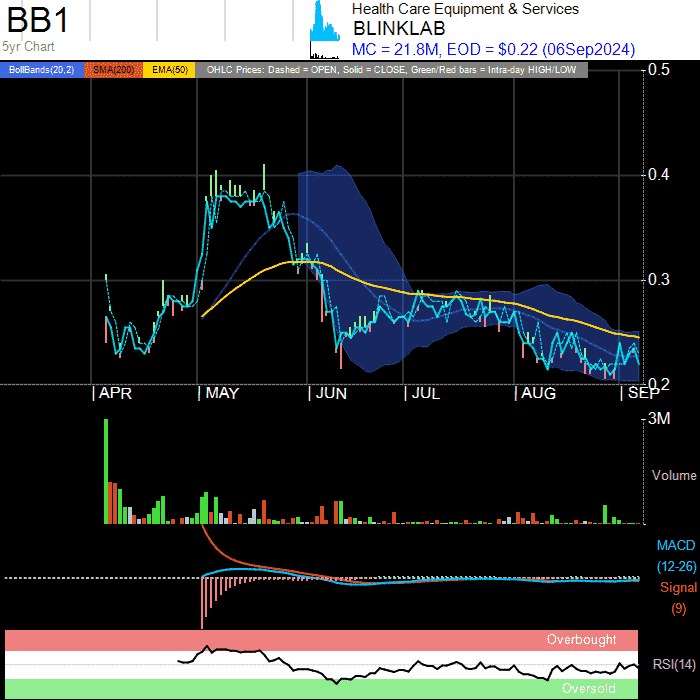 BB1
5yr Chart
Health Care Equipment & Services
BLINKLAB
MC = 21.8M, EOD = $0.22 (06Sep2024)
BollBands(20,2) SMA(200) EMA(50) OHLC Prices: Dashed = OPEN, Solid = CLOSE, Green/Red bars = Intra-day HIGH/LOW
0.5
0.4
0.3
0.2
| APR | MAY | JUN | JUL | AUG | SEP
3M
Volume
MACD
(12-26)
Signal
(9)
Overbought
RSI(14)
Oversold